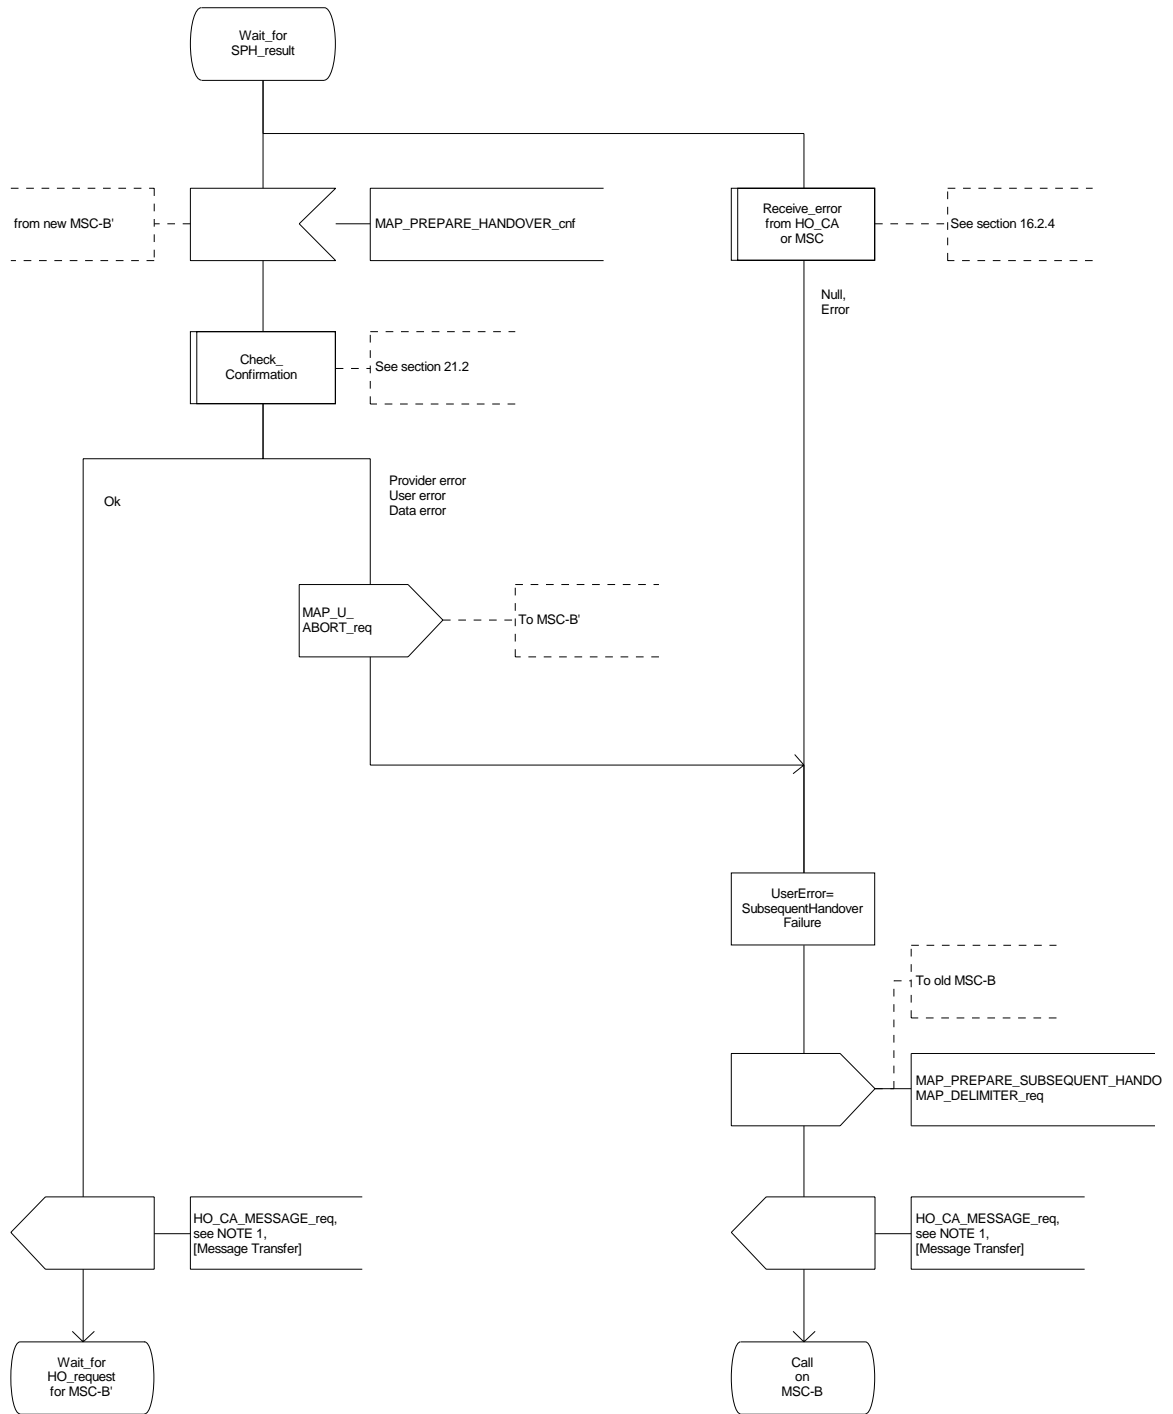 Wait_for
SPH_result
from new MSC-B'
MAP_PREPARE_HANDOVER_cnf
Receive_error
from HO_CA
or MSC
See section 16.2.4
Null,
Error
Check_
Confirmation
See section 21.2
Ok
Provider error
User error
Data error
MAP_U_
ABORT_req
To MSC-B'
UserError=
SubsequentHandover
Failure
To old MSC-B
MAP_PREPARE_SUBSEQUENT_HANDO
MAP_DELIMITER_req
HO_CA_MESSAGE_req,
see NOTE 1,
[Message Transfer]
HO_CA_MESSAGE_req,
see NOTE 1,
[Message Transfer]
Wait_for
HO_request
for MSC-B'
Call
on
MSC-B